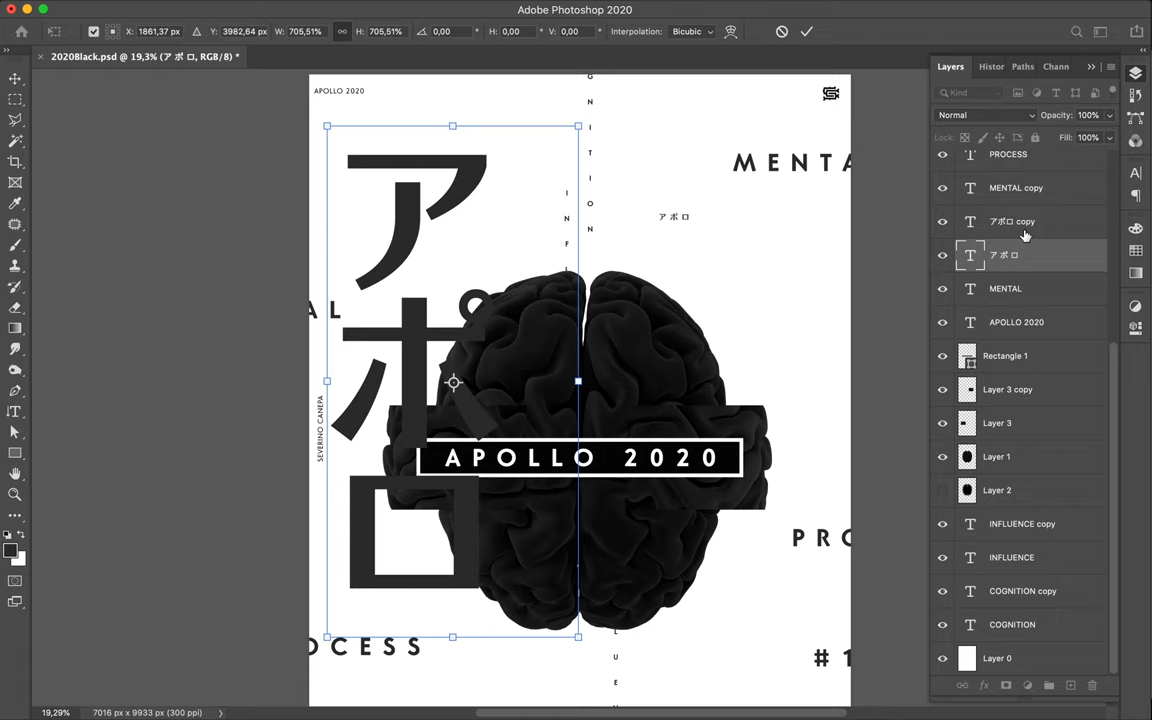 Adobe Photoshop 2020
X: 1861,37 px Y: 3982,64 px W: 705,51% H: 705,51% 0,00 ° H: 0,00 ° V: 0,00 ° Interpolation: Bicubic
2020Black.psd @ 19,3% (ア ポ ロ, RGB/8) *
Layers Histor Paths Chann
Kind
Normal Opacity: 100%
Lock: Fill: 100%
PROCESS
MENTAL copy
アポロ copy
ア ポ ロ
MENTAL
APOLLO 2020
Rectangle 1
Layer 3 copy
Layer 3
Layer 1
Layer 2
INFLUENCE copy
INFLUENCE
COGNITION copy
COGNITION
Layer 0
APOLLO 2020
GNITION
MENTA
INF
アポロ
ア
ポ
ロ
AL
SEVERINO CANEPA
APOLLO 2020
PRO
OCESS
LUE
#1
19,29% 7016 px x 9933 px (300 ppi)